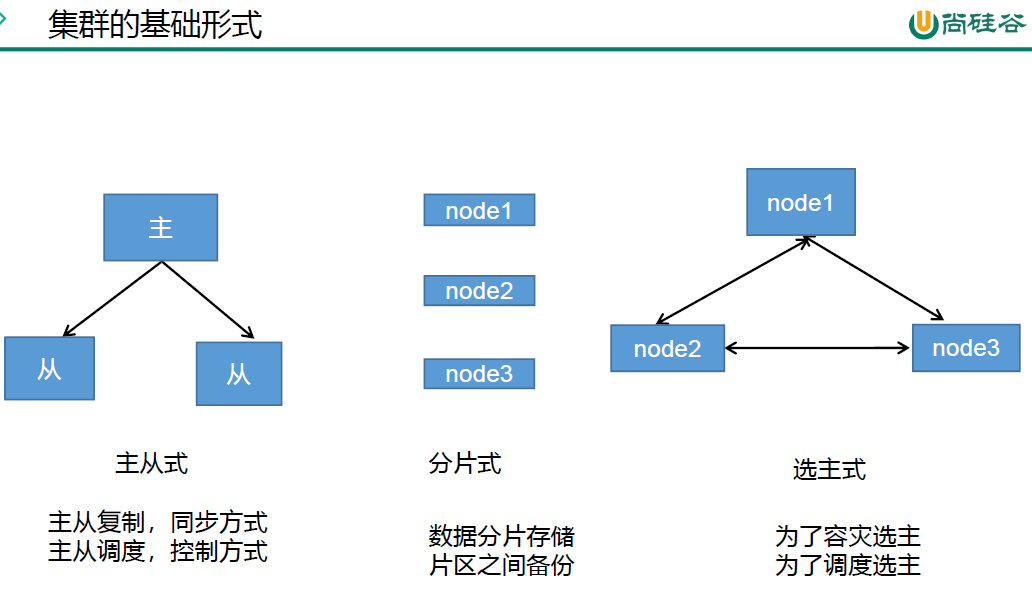 集群的基础形式
尚硅谷
主
从
从
主从式
主从复制，同步方式
主从调度，控制方式
node1
node2
node3
分片式
数据分片存储
片区之间备份
node1
node2
node3
选主式
为了容灾选主
为了调度选主